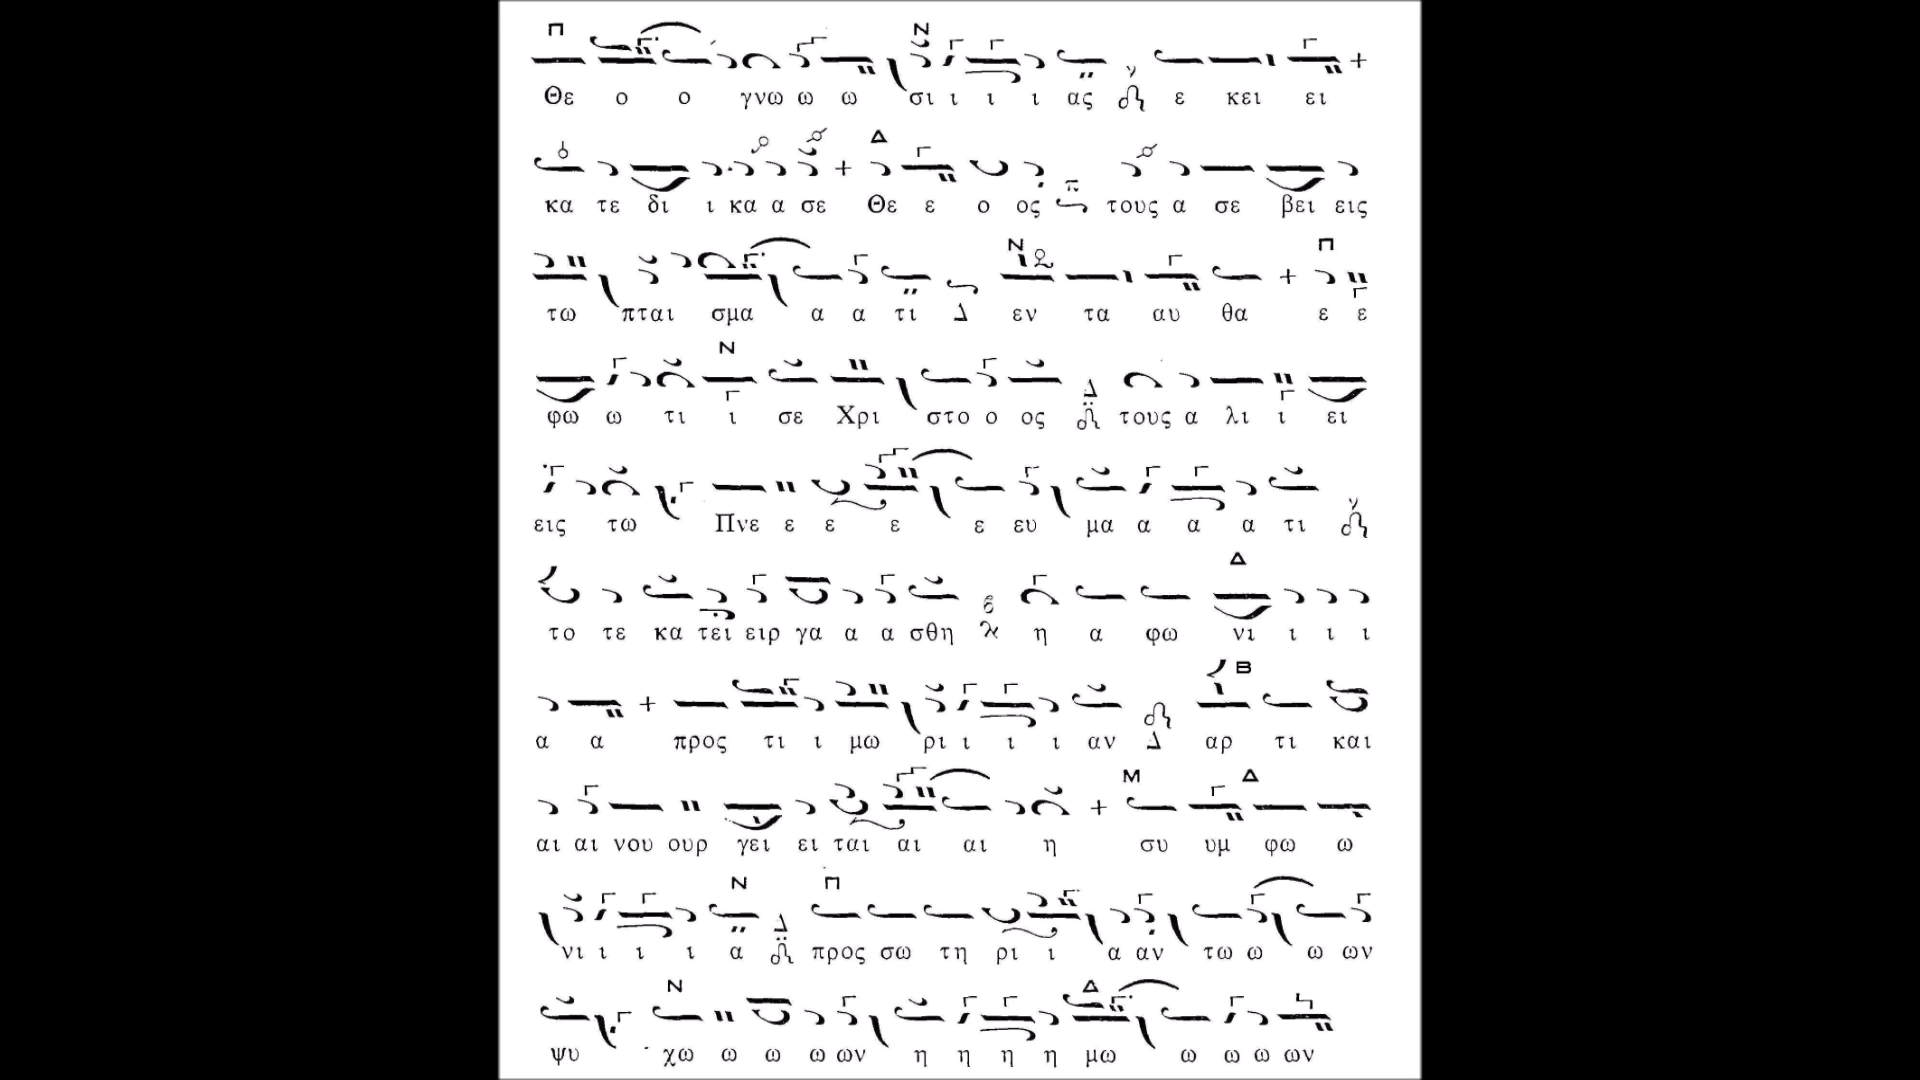 Θε ο ο γνω ω ω σι ι ι ι ας ε κει ει
κα τε δι ι κα α σε Θε ε ο ος τους α σε βει εις
τω πται σμα α α τι εν τα αυ θα ε ε
φω ω τι ι σε Χρι στο ο ος τους α λι ι ει
εις τω Πνε ε ε ε ε ευ μα α α α τι
το τε κα τει ειρ γα α α σθη η α φω νι ι ι ι
α α προς τι ι μω ρι ι ι ι αν αρ τι και
αι αι νου ουρ γει ει ται αι αι η συ υμ φω ω
νι ι ι ι α προς σω τη ρι ι α αν τω ω ω ων
ψυ χω ω ω ω ων η η η η μω ω ω ω ων